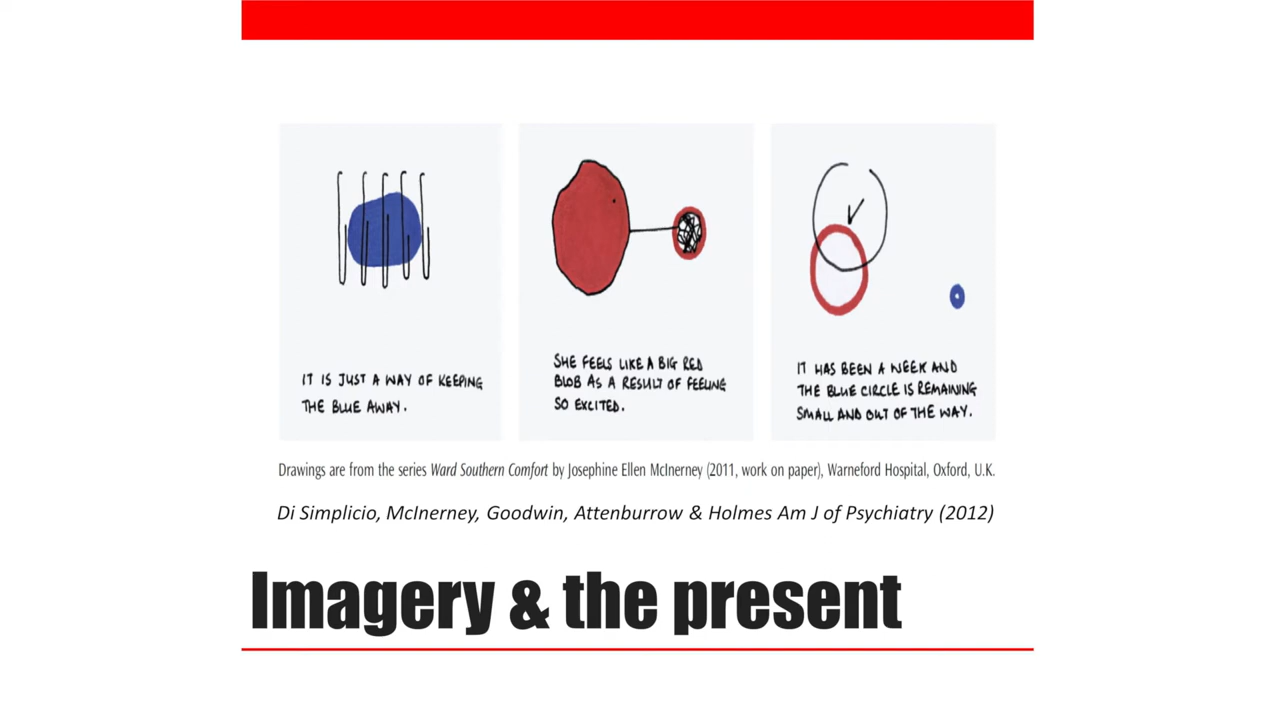 IT IS JUST A WAY OF KEEPING
THE BLUE AWAY.
SHE FEELS LIKE A BIG RED
BLOB AS A RESULT OF FEELING
SO EXCITED.
IT HAS BEEN A WEEK AND
THE BLUE CIRCLE IS REMAINING
SMALL AND OUT OF THE WAY.
Drawings are from the series Ward Southern Comfort by Josephine Ellen McInerney (2011, work on paper), Warneford Hospital, Oxford, U.K.
Di Simplicio, McInerney, Goodwin, Attenburrow & Holmes Am J of Psychiatry (2012)
Imagery & the present